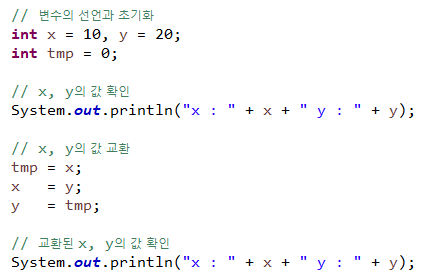 // 변수의 선언과 초기화
int x = 10, y = 20;
int tmp = 0;
// x, y의 값 확인
System.out.println("x : " + x + " y : " + y);
// x, y의 값 교환
tmp = x;
x   = y;
y   = tmp;
// 교환된 x, y의 값 확인
System.out.println("x : " + x + " y : " + y);